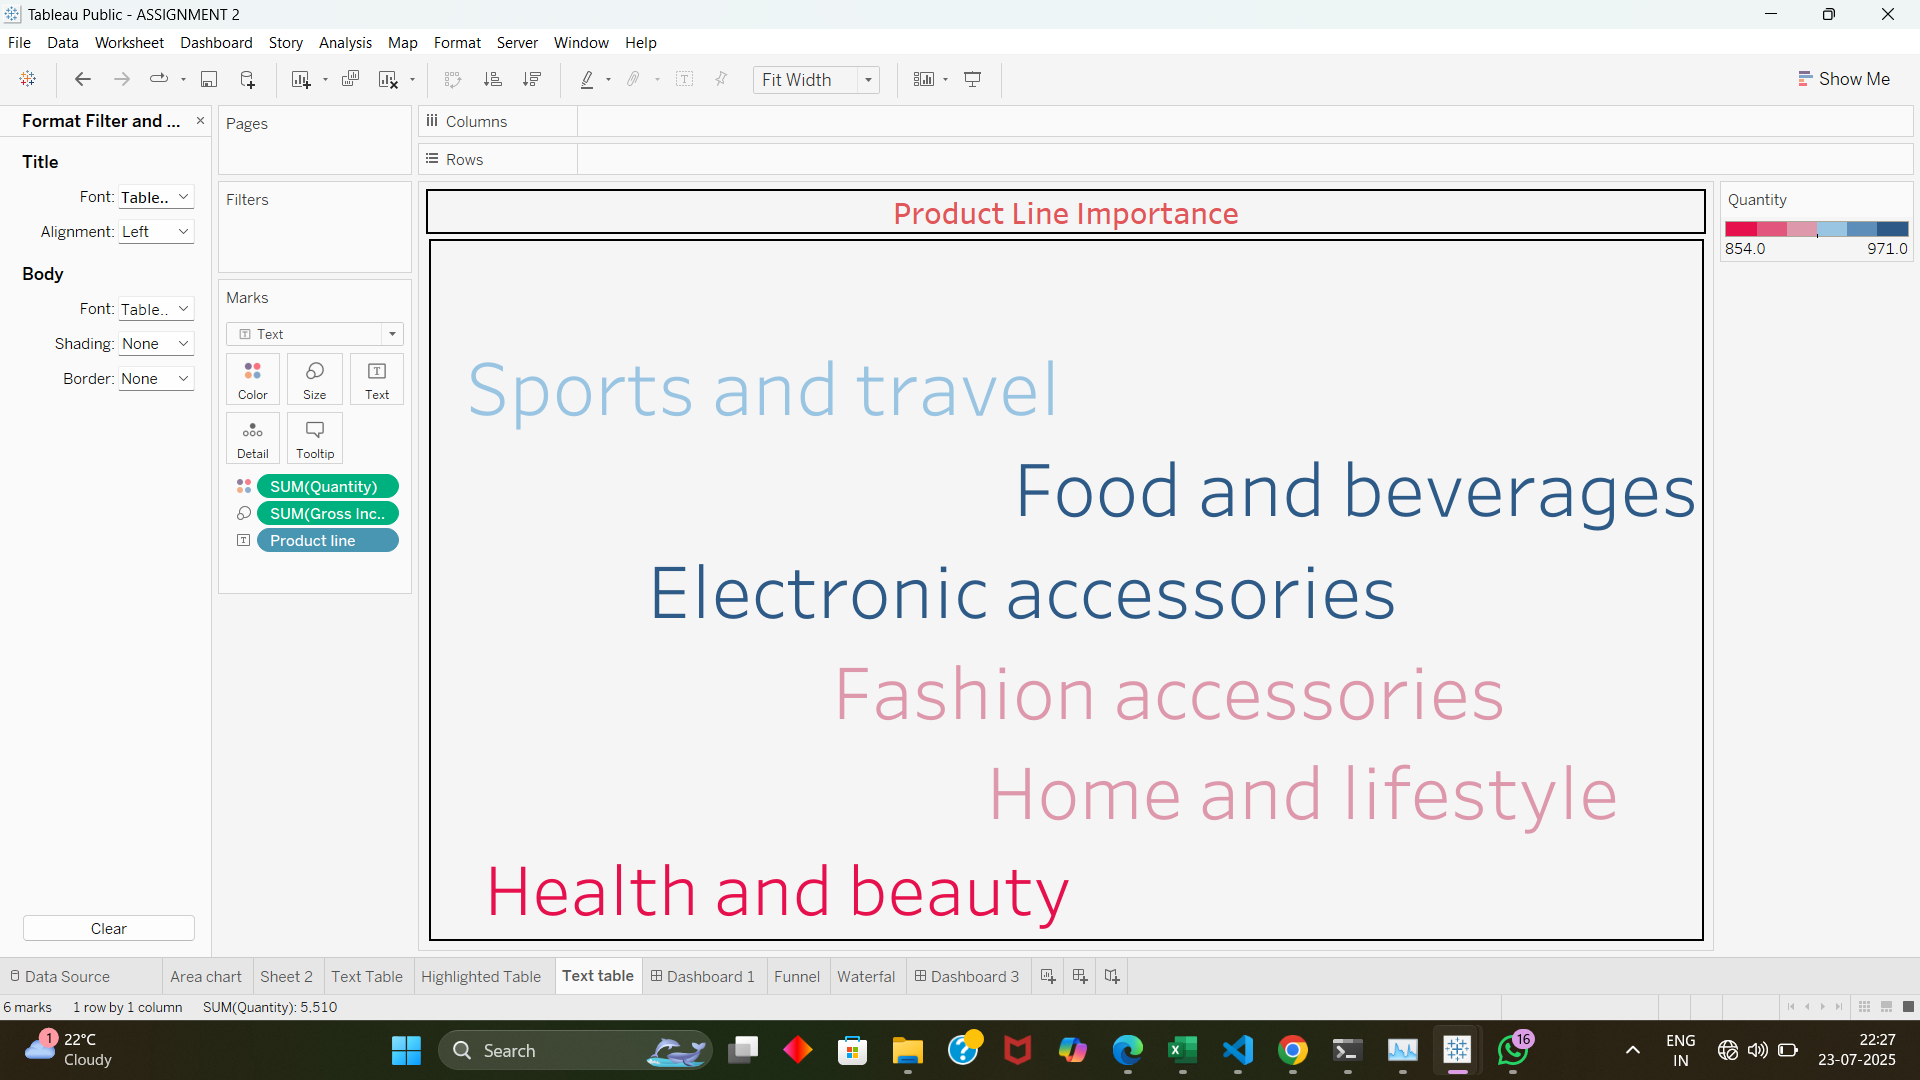 Tableau Public - ASSIGNMENT 2
File Data Worksheet Dashboard Story Analysis Map Format Server Window Help
Fit Width
Show Me
Format Filter and ...
Title
Font: Table..
Alignment: Left
Body
Font: Table..
Shading: None
Border: None
Clear
Pages
Filters
Marks
Text
Color Size Text
Detail Tooltip
SUM(Quantity)
SUM(Gross Inc..
Product line
Columns
Rows
Product Line Importance
Sports and travel
Food and beverages
Electronic accessories
Fashion accessories
Home and lifestyle
Health and beauty
Quantity
854.0 971.0
Data Source Area chart Sheet 2 Text Table Highlighted Table Text table Dashboard 1 Funnel Waterfal Dashboard 3
6 marks 1 row by 1 column SUM(Quantity): 5,510
1
22°C
Cloudy
Search
16
ENG
IN
22:27
23-07-2025